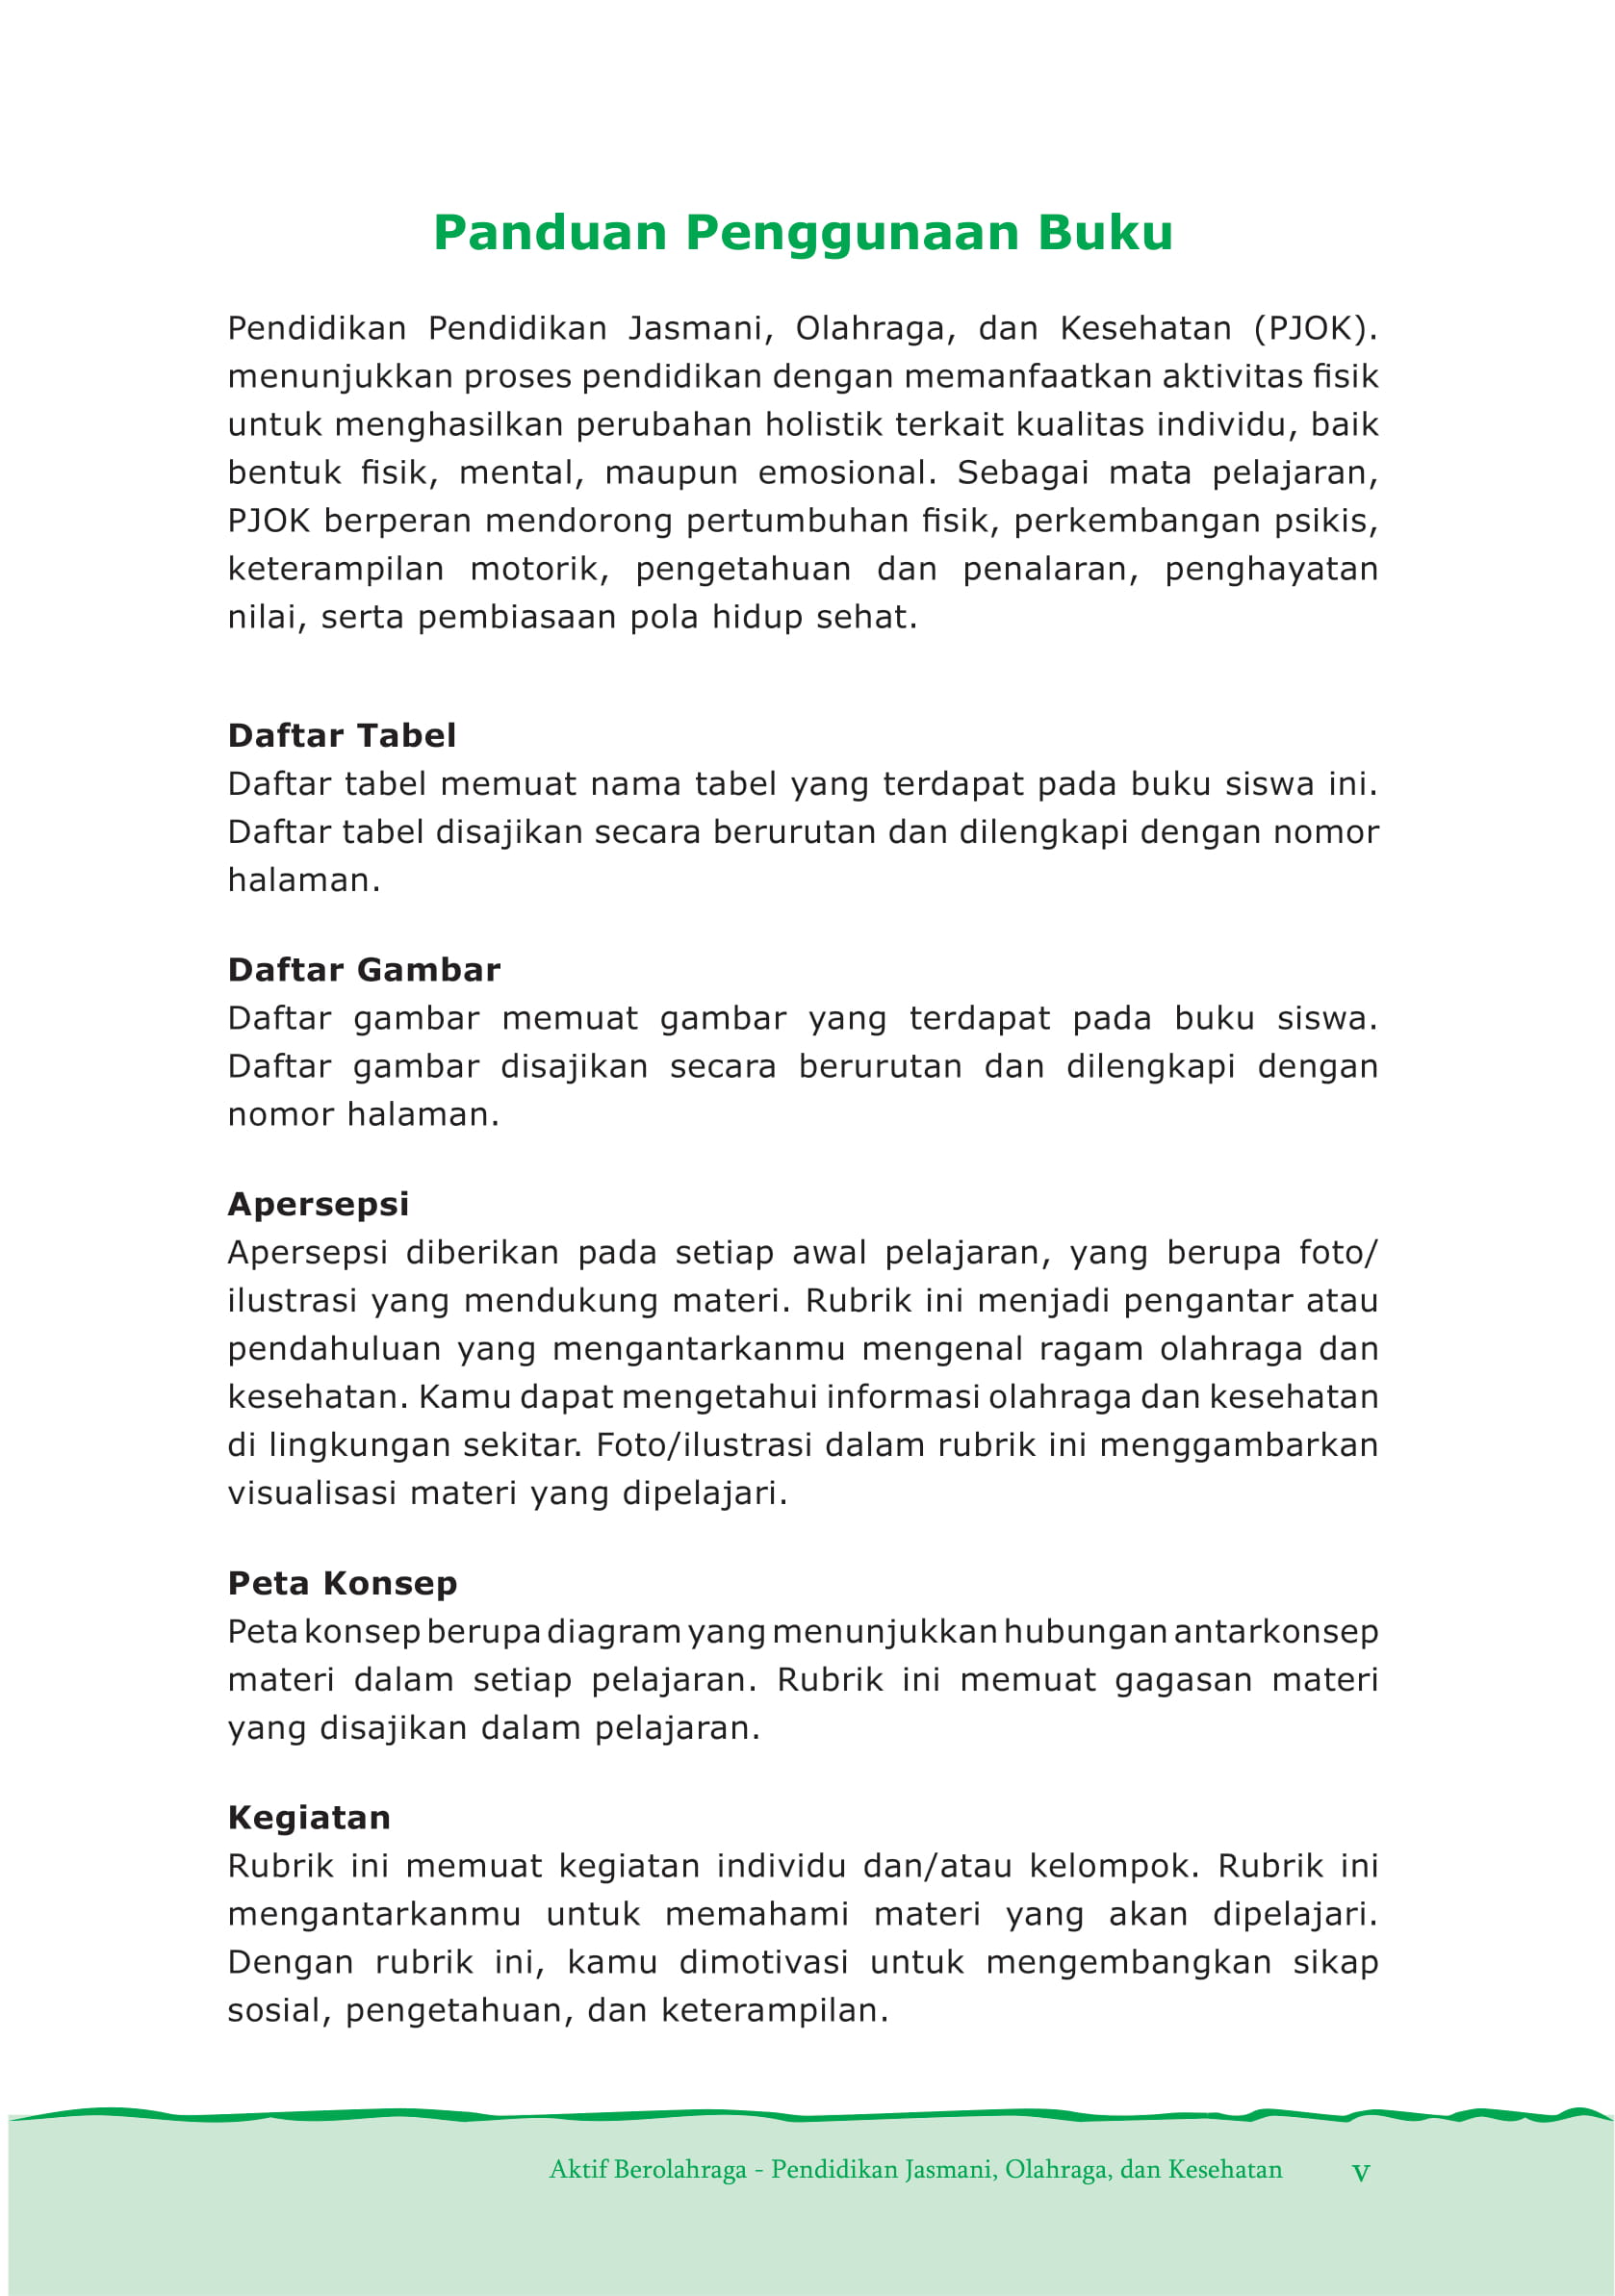 Panduan Penggunaan Buku
Pendidikan Pendidikan Jasmani, Olahraga, dan Kesehatan (PJOK).
menunjukkan proses pendidikan dengan memanfaatkan aktivitas fisik
untuk menghasilkan perubahan holistik terkait kualitas individu, baik
bentuk fisik, mental, maupun emosional. Sebagai mata pelajaran,
PJOK berperan mendorong pertumbuhan fisik, perkembangan psikis,
keterampilan motorik, pengetahuan dan penalaran, penghayatan
nilai, serta pembiasaan pola hidup sehat.
Daftar Tabel
Daftar tabel memuat nama tabel yang terdapat pada buku siswa ini.
Daftar tabel disajikan secara berurutan dan dilengkapi dengan nomor
halaman.
Daftar Gambar
Daftar gambar memuat gambar yang terdapat pada buku siswa.
Daftar gambar disajikan secara berurutan dan dilengkapi dengan
nomor halaman.
Apersepsi
Apersepsi diberikan pada setiap awal pelajaran, yang berupa foto/
ilustrasi yang mendukung materi. Rubrik ini menjadi pengantar atau
pendahuluan yang mengantarkanmu mengenal ragam olahraga dan
kesehatan. Kamu dapat mengetahui informasi olahraga dan kesehatan
di lingkungan sekitar. Foto/ilustrasi dalam rubrik ini menggambarkan
visualisasi materi yang dipelajari.
Peta Konsep
Peta konsep berupa diagram yang menunjukkan hubungan antarkonsep
materi dalam setiap pelajaran. Rubrik ini memuat gagasan materi
yang disajikan dalam pelajaran.
Kegiatan
Rubrik ini memuat kegiatan individu dan/atau kelompok. Rubrik ini
mengantarkanmu untuk memahami materi yang akan dipelajari.
Dengan rubrik ini, kamu dimotivasi untuk mengembangkan sikap
sosial, pengetahuan, dan keterampilan.
Aktif Berolahraga - Pendidikan Jasmani, Olahraga, dan Kesehatan v